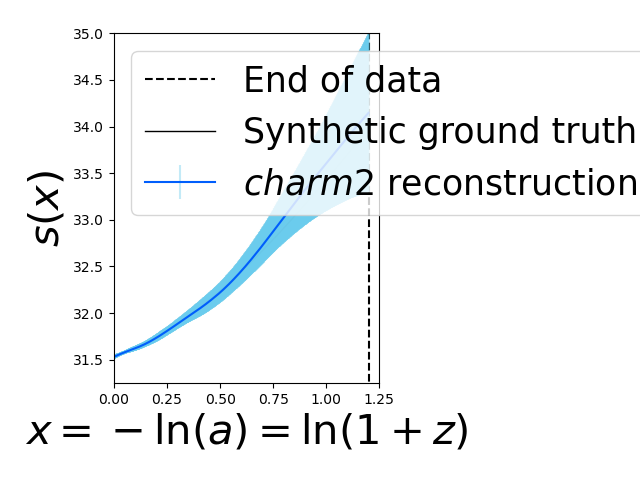 35.0
34.5
34.0
33.5
33.0
32.5
32.0
31.5
s(x)
End of data
Synthetic ground truth
charm2 reconstruction
0.00 0.25 0.50 0.75 1.00 1.25
x = −ln(a) = ln(1 + z)